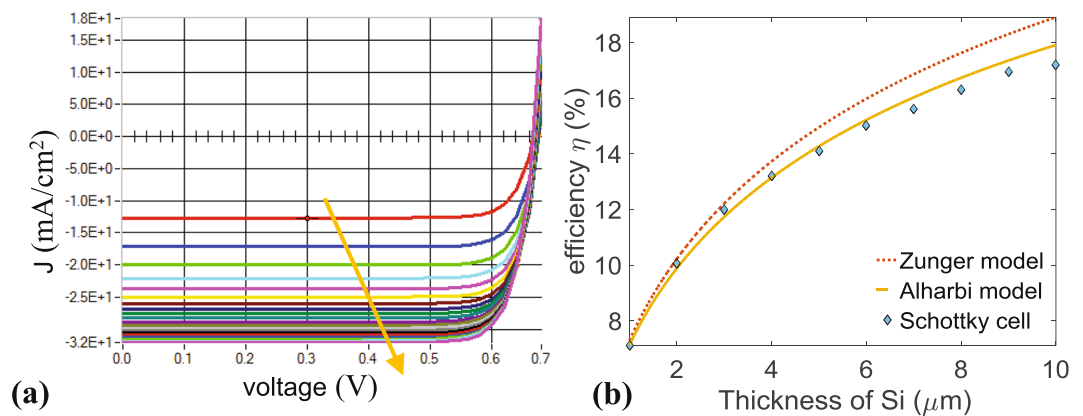 1.8E+1
1.5E+1
1.0E+1
5.0E+0
0.0E+0
-5.0E+0
-1.0E+1
-1.5E+1
-2.0E+1
-2.5E+1
-3.2E+1
J (mA/cm²)
0.0 0.1 0.2 0.3 0.4 0.5 0.6 0.7
voltage (V)
(a)
18
16
14
12
10
8
efficiency η (%)
Zunger model
Alharbi model
Schottky cell
2 4 6 8 10
Thickness of Si (μm)
(b)